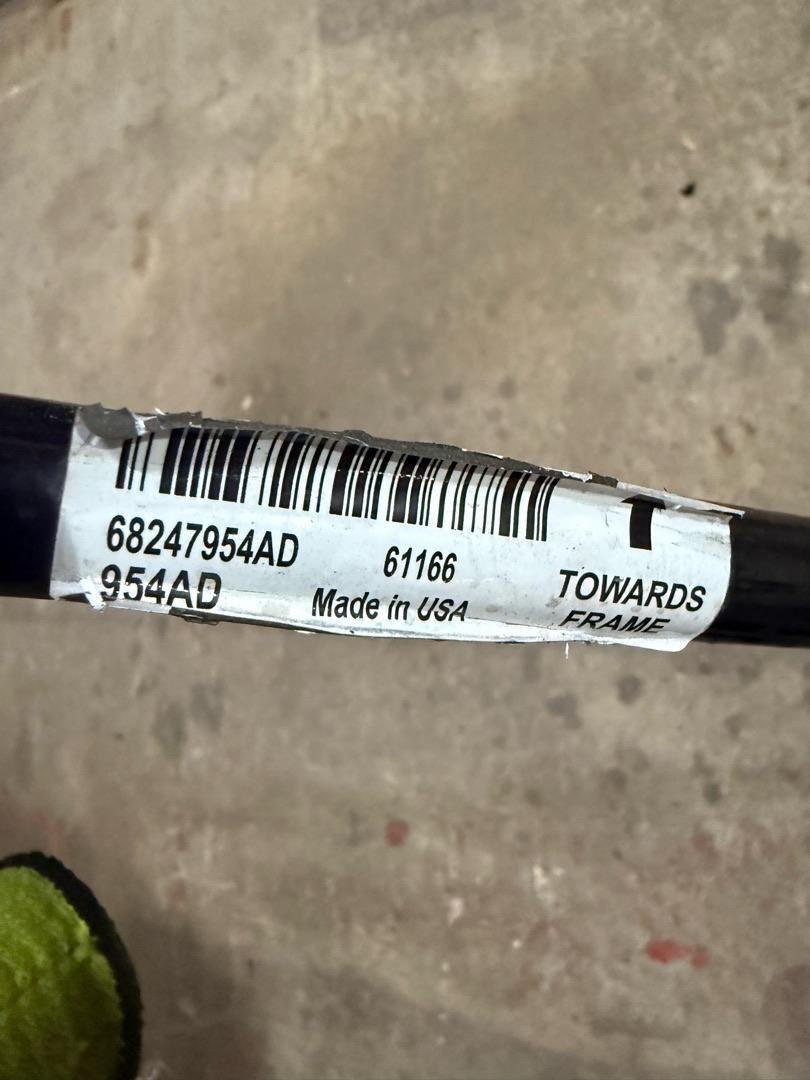 68247954AD
61166
954AD
Made in USA
TOWARDS
FRAME